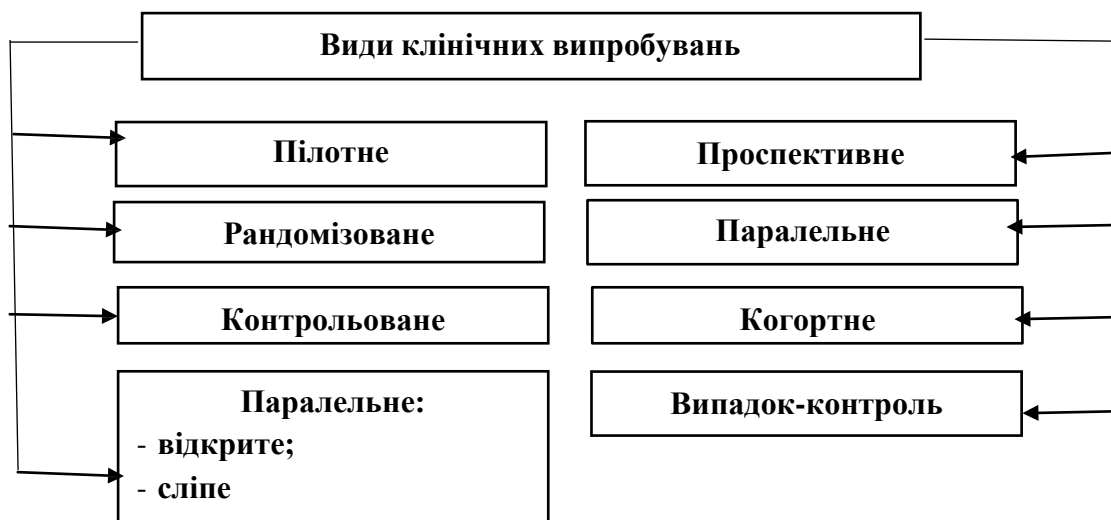 Види клінічних випробувань
Пілотне
Проспективне
Рандомізоване
Паралельне
Контрольоване
Когортне
Паралельне:
- відкрите;
- сліпе
Випадок-контроль